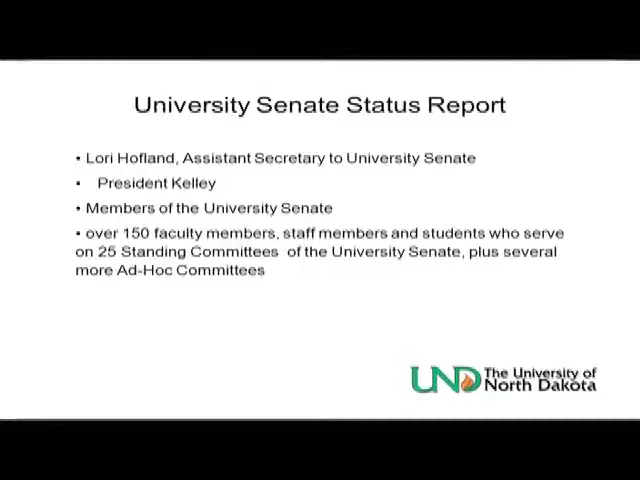 University Senate Status Report
• Lori Hofland, Assistant Secretary to University Senate
• President Kelley
• Members of the University Senate
• over 150 faculty members, staff members and students who serve
on 25 Standing Committees of the University Senate, plus several
more Ad-Hoc Committees
UND The University of
North Dakota